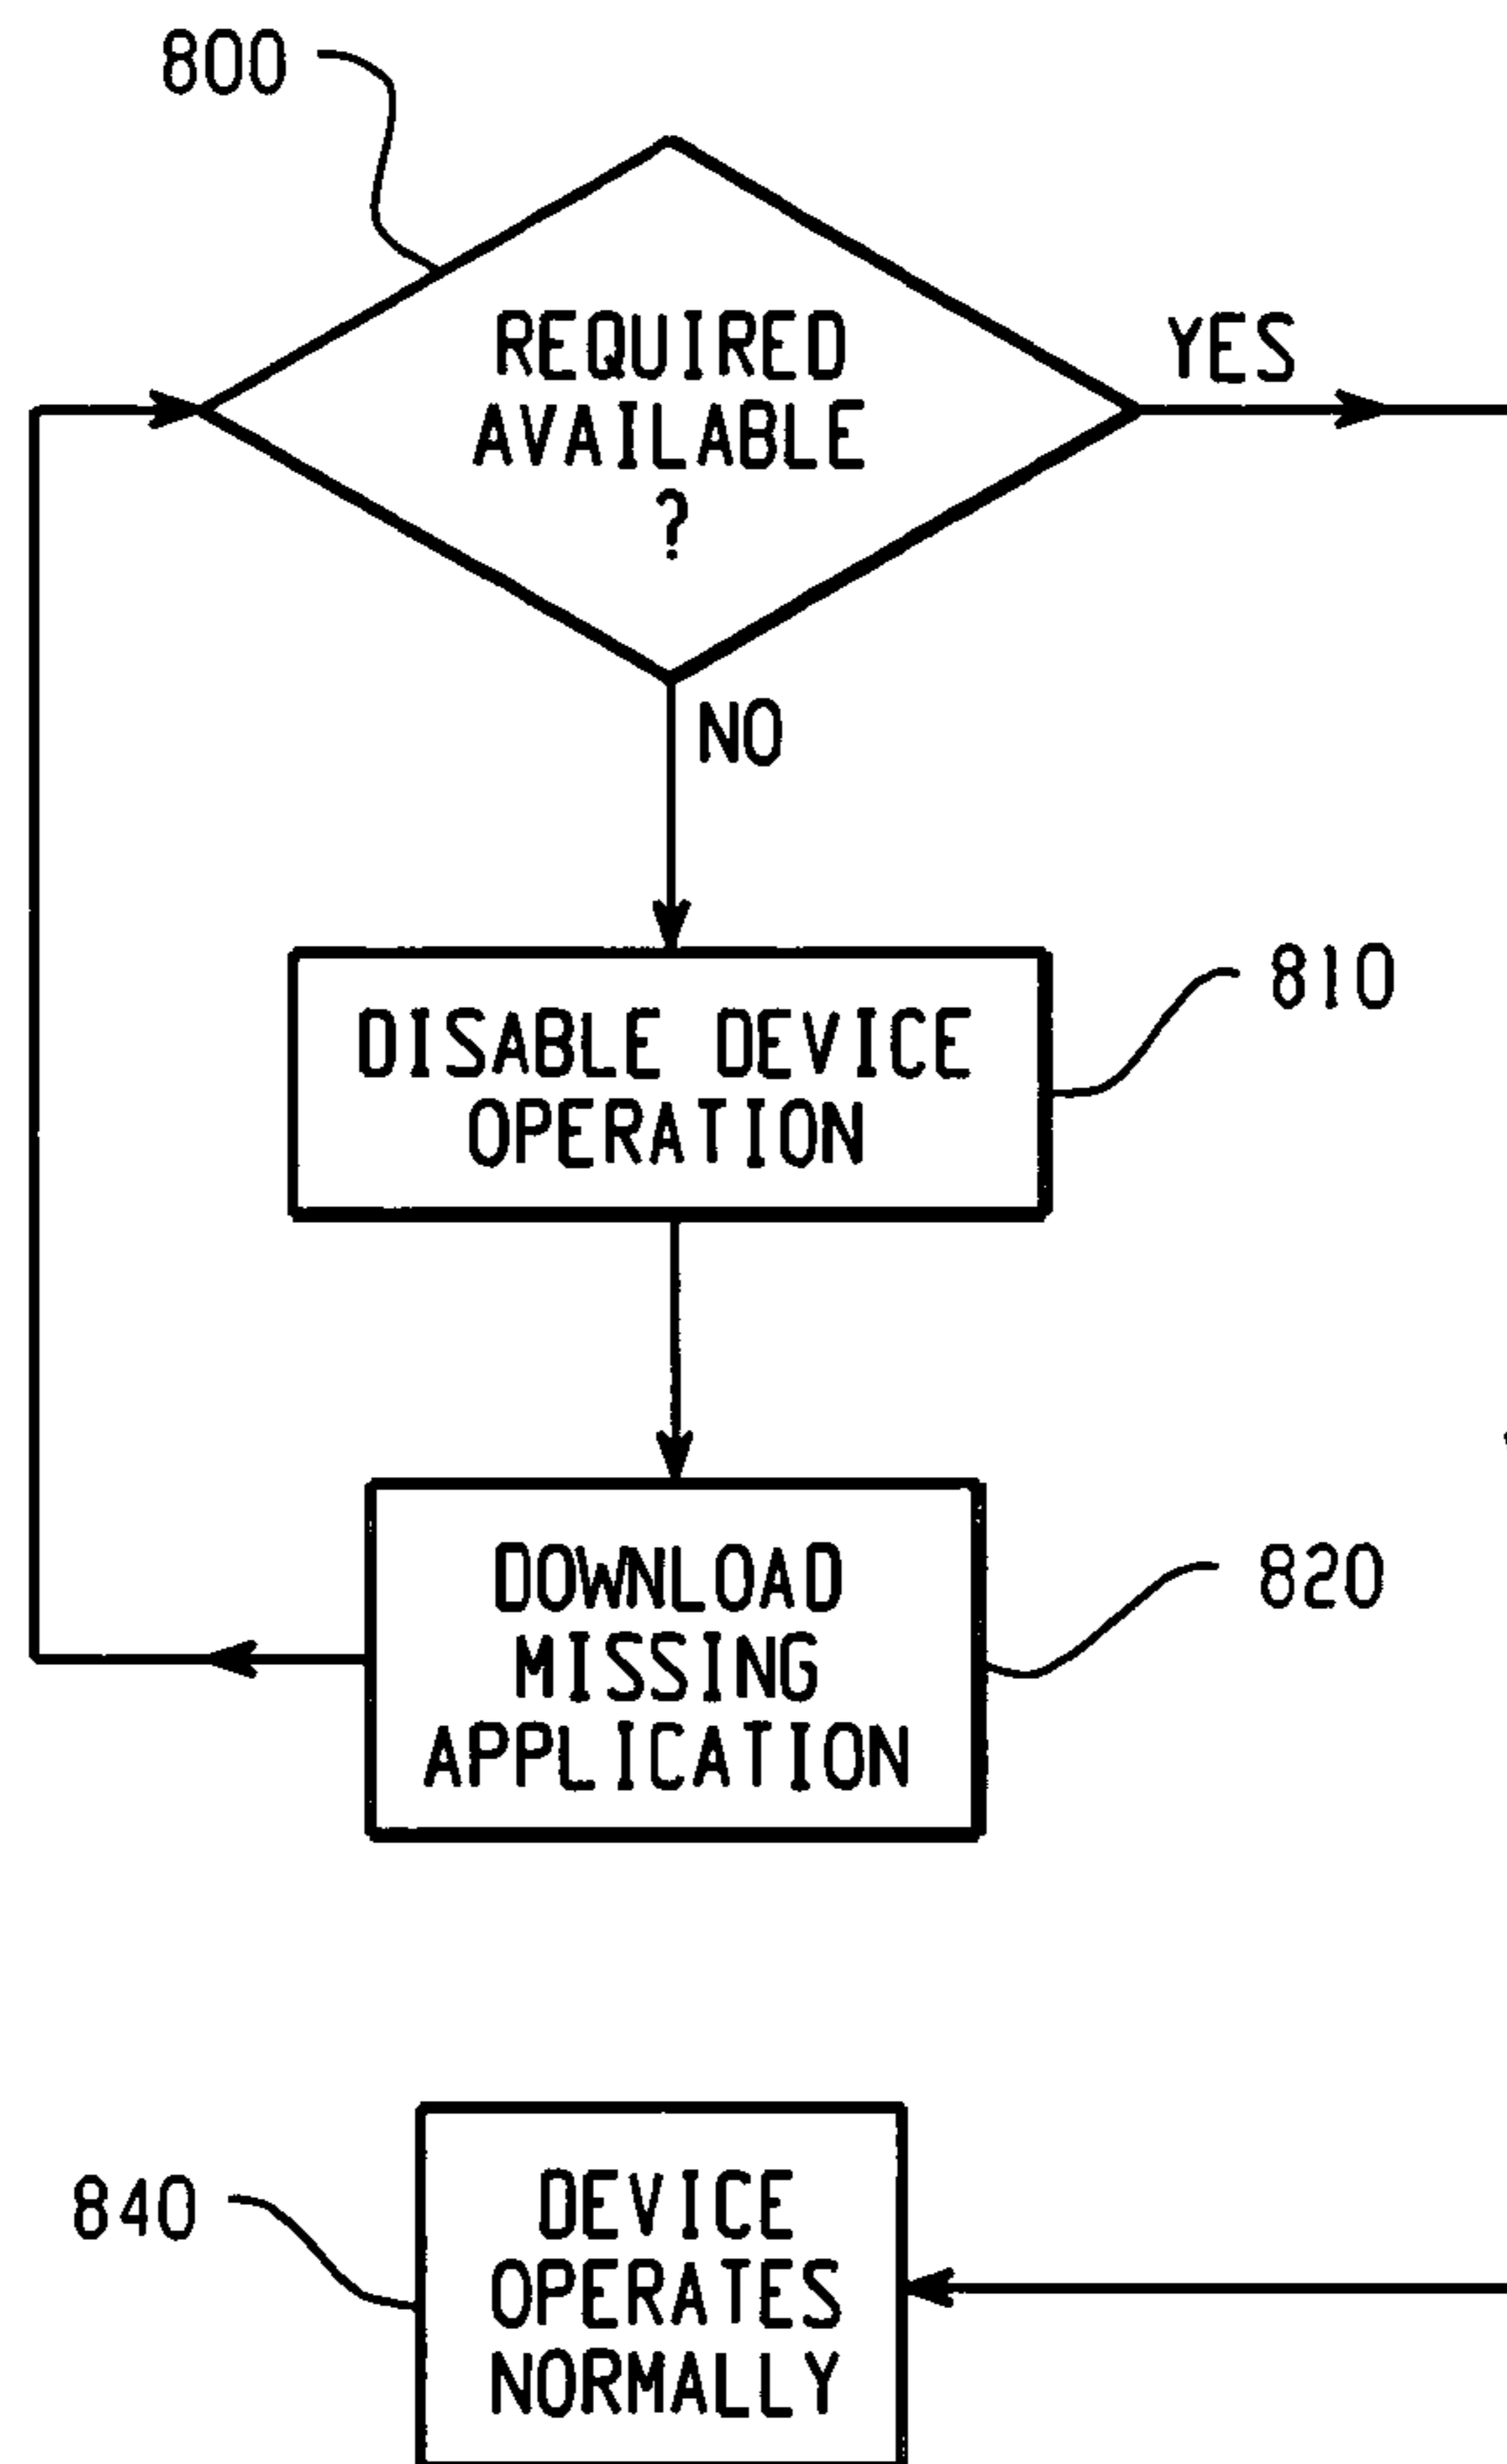 800
REQUIRED
AVAILABLE
?
YES
NO
810
DISABLE DEVICE
OPERATION
820
DOWNLOAD
MISSING
APPLICATION
840
DEVICE
OPERATES
NORMALLY